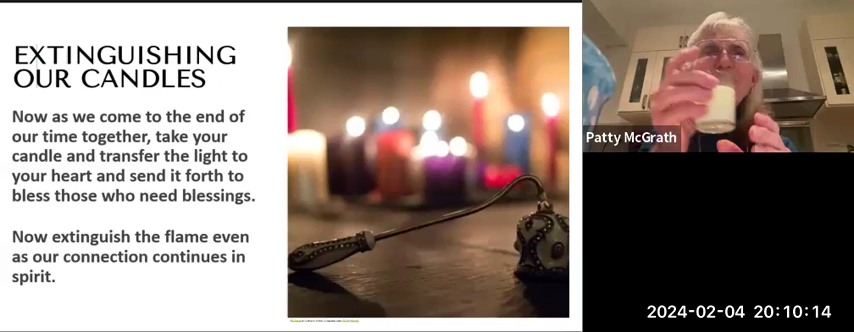 EXTINGUISHING
OUR CANDLES
Now as we come to the end of
our time together, take your
candle and transfer the light to
your heart and send it forth to
bless those who need blessings.
Now extinguish the flame even
as our connection continues in
spirit.
Patty McGrath
2024-02-04 20:10:14